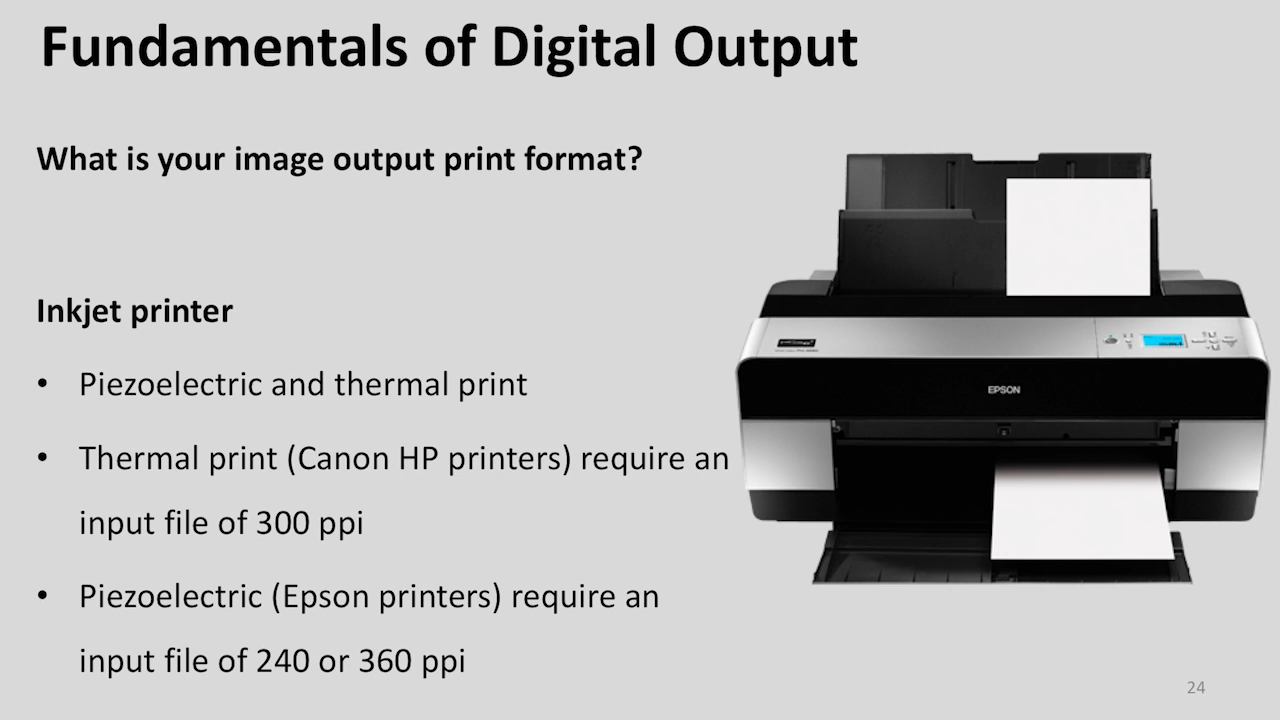 Fundamentals of Digital Output
What is your image output print format?
Inkjet printer
• Piezoelectric and thermal print
• Thermal print (Canon HP printers) require an
input file of 300 ppi
• Piezoelectric (Epson printers) require an
input file of 240 or 360 ppi
EPSON
24